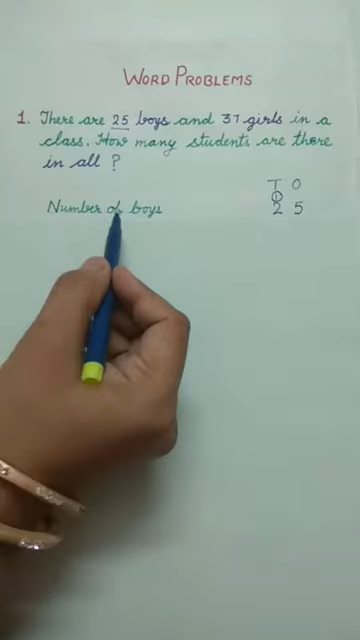 WORD PROBLEMS
1. There are 25 boys and 37 girls in a
class. How many students are there
in all ?
T O
①
Number of boys 2 5